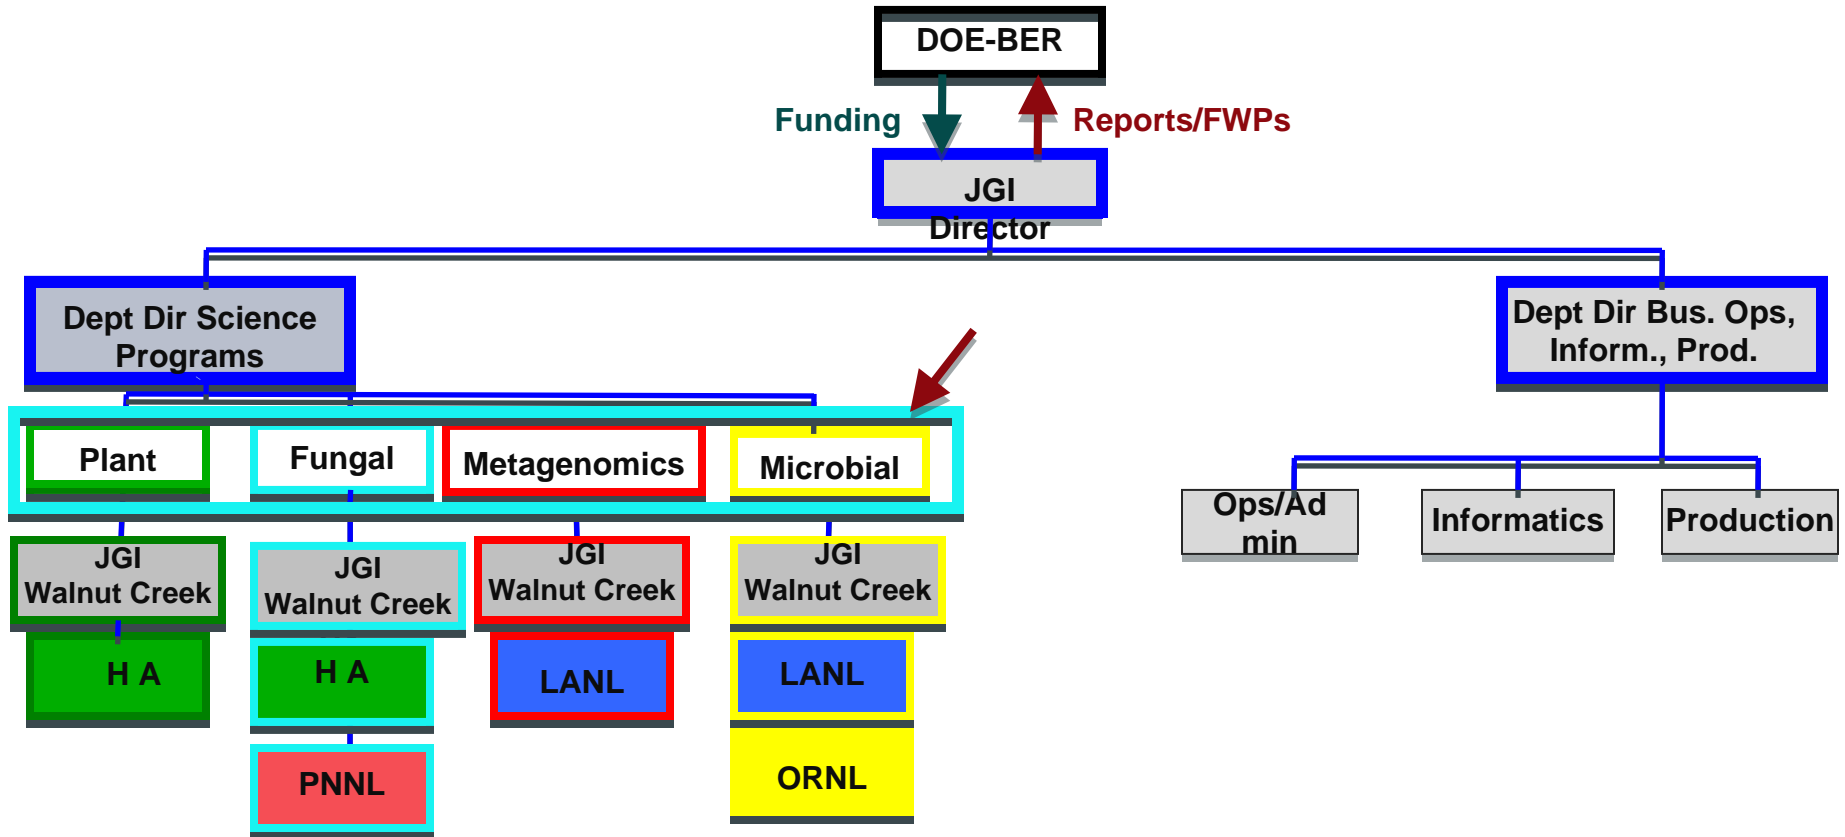 DOE-BER
Funding
Reports/FWPs
JGI
Director
Dept Dir Science
Programs
Dept Dir Bus. Ops,
Inform., Prod.
Plant
Fungal
Metagenomics
Microbial
Ops/Ad
min
Informatics
Production
JGI
Walnut Creek
JGI
Walnut Creek
JGI
Walnut Creek
JGI
Walnut Creek
H A
H A
LANL
LANL
PNNL
ORNL